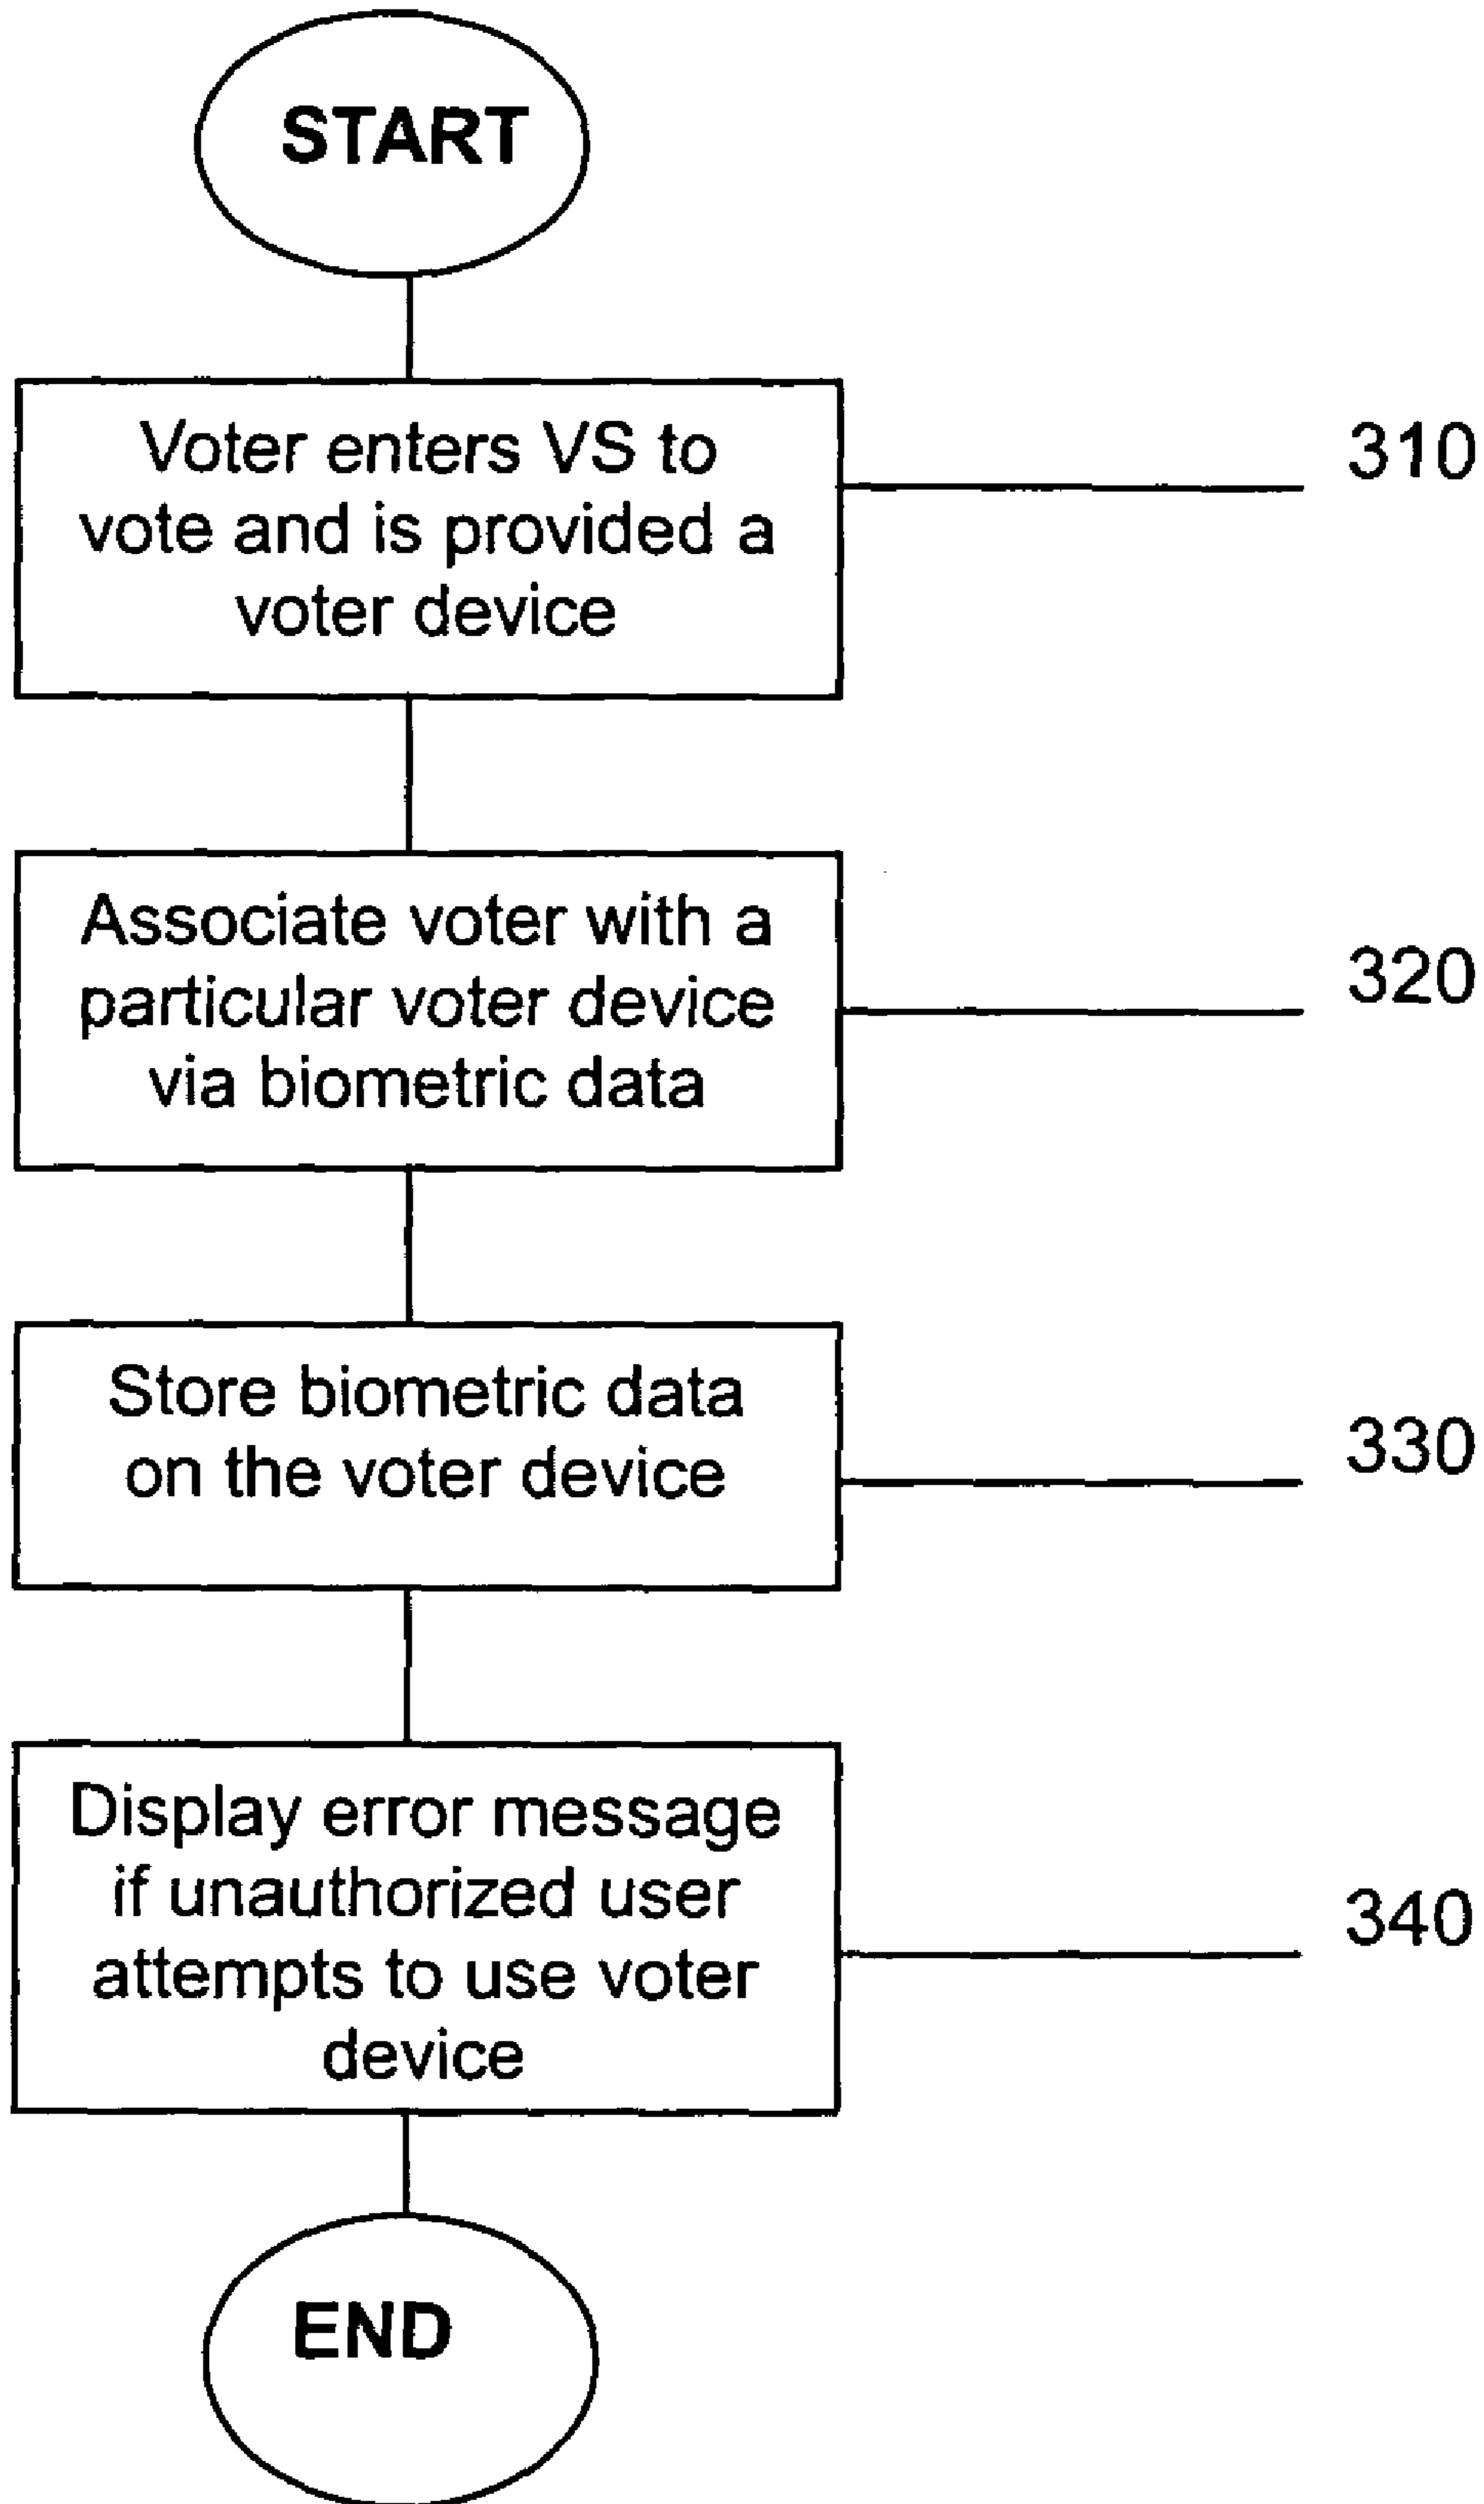 START
Voter enters VS to
vote and is provided a
voter device
310
Associate voter with a
particular voter device
via biometric data
320
Store biometric data
on the voter device
330
Display error message
if unauthorized user
attempts to use voter
device
340
END